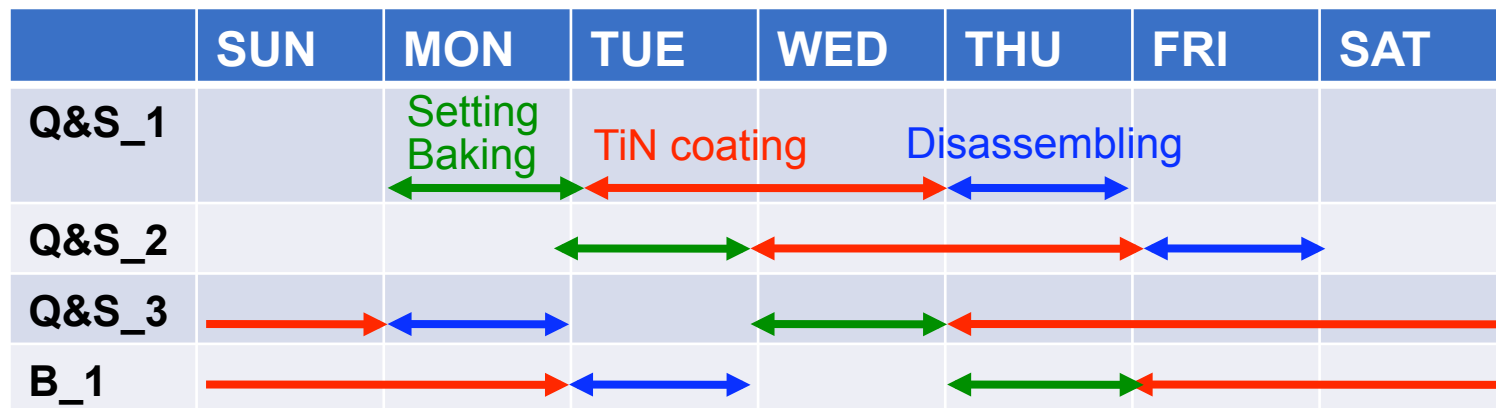 SUN MON TUE WED THU FRI SAT
Q&S_1
Setting
Baking
TiN coating
Disassembling
Q&S_2
Q&S_3
B_1